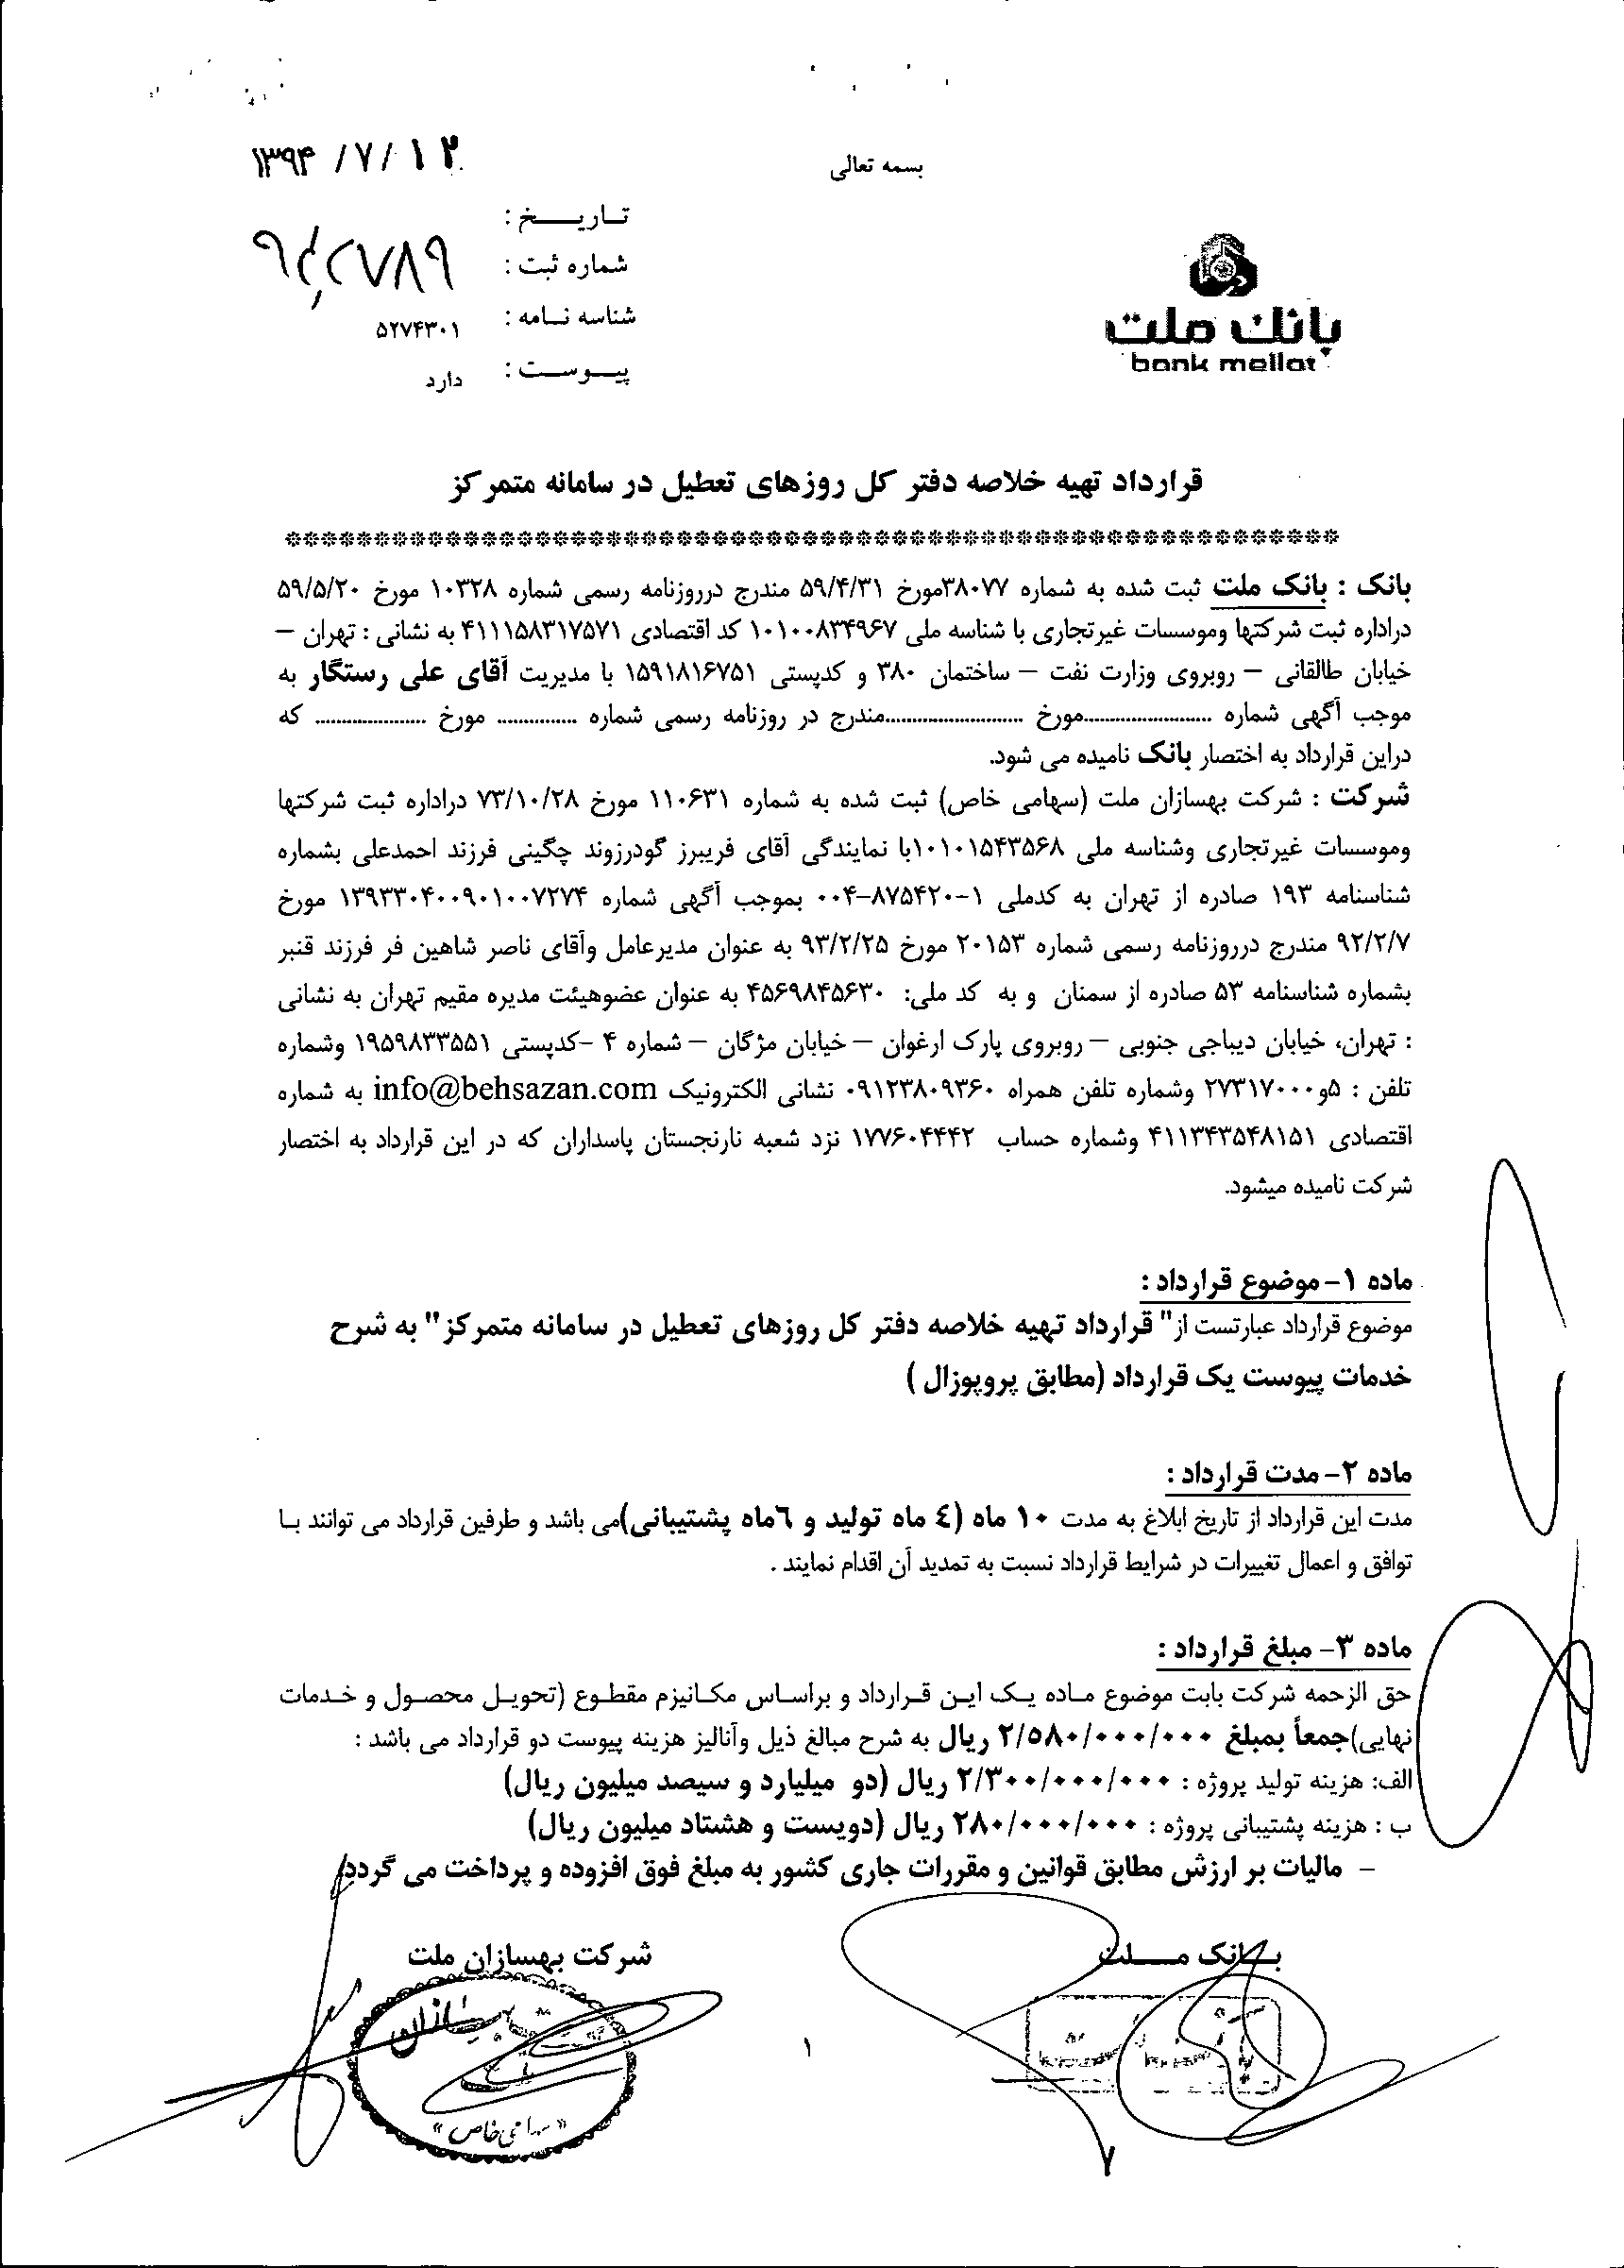 بسمه تعالی
۱۳۹۴ /۷/ ۱۲
تاریخ :
شماره ثبت :
شناسه نامه : ۵۲۷۴۳۰۱
پیوست : دارد
بانک ملت
bank mellat
قرارداد تهیه خلاصه دفتر کل روزهای تعطیل در سامانه متمرکز
بانک : بانک ملت ثبت شده به شماره ۳۸۰۷۷مورخ ۵۹/۴/۳۱ مندرج درروزنامه رسمی شماره ۱۰۳۲۸ مورخ ۵۹/۵/۲۰
دراداره ثبت شرکتها وموسسات غیرتجاری با شناسه ملی ۱۰۱۰۰۸۳۴۹۶۷ کد اقتصادی ۴۱۱۱۵۸۳۱۷۵۷۱ به نشانی : تهران –
خیابان طالقانی – روبروی وزارت نفت – ساختمان ۳۸۰ و کدپستی ۱۵۹۱۸۱۶۷۵۱ با مدیریت آقای علی رستگار به
موجب آگهی شماره ........................مورخ ..........................مندرج در روزنامه رسمی شماره ............... مورخ ..................... که
دراین قرارداد به اختصار بانک نامیده می شود.
شرکت : شرکت بهسازان ملت (سهامی خاص) ثبت شده به شماره ۱۱۰۶۳۱ مورخ ۷۳/۱۰/۲۸ دراداره ثبت شرکتها
وموسسات غیرتجاری وشناسه ملی ۱۰۱۰۱۵۴۳۵۶۸با نمایندگی آقای فریبرز گودرزوند چگینی فرزند احمدعلی بشماره
شناسنامه ۱۹۳ صادره از تهران به کدملی ۱-۸۷۵۴۲۰-۰۰۴ بموجب آگهی شماره ۱۳۹۳۳۰۴۰۰۹۰۱۰۰۷۲۷۴ مورخ
۹۲/۲/۷ مندرج درروزنامه رسمی شماره ۲۰۱۵۳ مورخ ۹۳/۲/۲۵ به عنوان مدیرعامل وآقای ناصر شاهین فر فرزند قنبر
بشماره شناسنامه ۵۳ صادره از سمنان و به کد ملی: ۴۵۶۹۸۴۵۶۳۰ به عنوان عضوهیئت مدیره مقیم تهران به نشانی
: تهران، خیابان دیباجی جنوبی – روبروی پارک ارغوان – خیابان مژگان – شماره ۴ -کدپستی ۱۹۵۹۸۳۳۵۵۱ وشماره
تلفن : ۵و۲۷۳۱۷۰۰۰ وشماره تلفن همراه ۰۹۱۲۳۸۰۹۳۶۰ نشانی الکترونیک info@behsazan.com به شماره
اقتصادی ۴۱۱۳۴۳۵۴۸۱۵۱ وشماره حساب ۱۷۷۶۰۴۴۴۲ نزد شعبه نارنجستان پاسداران که در این قرارداد به اختصار
شرکت نامیده میشود.
ماده ۱- موضوع قرارداد :
موضوع قرارداد عبارتست از" قرارداد تهیه خلاصه دفتر کل روزهای تعطیل در سامانه متمرکز" به شرح
خدمات پیوست یک قرارداد (مطابق پروپوزال )
ماده ۲- مدت قرارداد :
مدت این قرارداد از تاریخ ابلاغ به مدت ۱۰ ماه (٤ ماه تولید و ٦ماه پشتیبانی)می باشد و طرفین قرارداد می توانند با
توافق و اعمال تغییرات در شرایط قرارداد نسبت به تمدید آن اقدام نمایند .
ماده ۳- مبلغ قرارداد :
حق الزحمه شرکت بابت موضوع ماده یک این قرارداد و براساس مکانیزم مقطوع (تحویل محصول و خدمات
نهایی)جمعاً بمبلغ ۲/۵۸۰/۰۰۰/۰۰۰ ریال به شرح مبالغ ذیل وآنالیز هزینه پیوست دو قرارداد می باشد :
الف: هزینه تولید پروژه : ۲/۳۰۰/۰۰۰/۰۰۰ ریال (دو میلیارد و سیصد میلیون ریال)
ب : هزینه پشتیبانی پروژه : ۲۸۰/۰۰۰/۰۰۰ ریال (دویست و هشتاد میلیون ریال)
- مالیات بر ارزش مطابق قوانین و مقررات جاری کشور به مبلغ فوق افزوده و پرداخت می گردد
بانک ملت
شرکت بهسازان ملت
« سهامی خاص »
۱